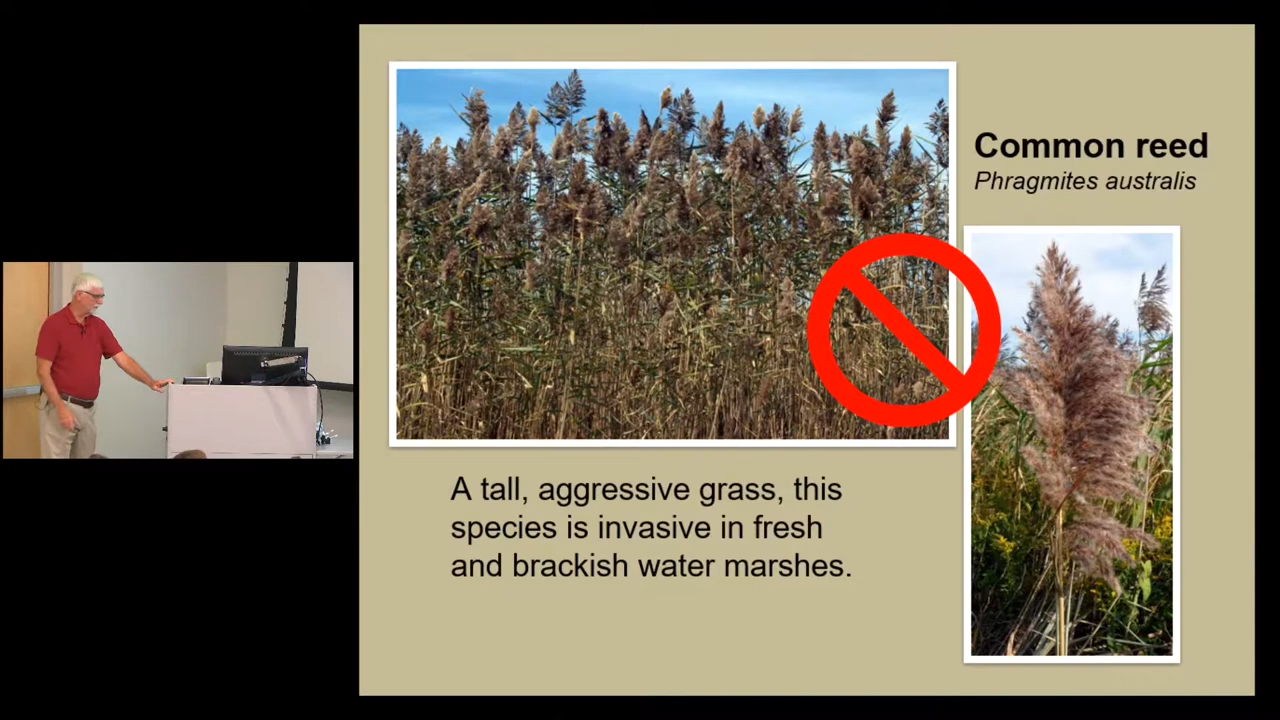 Common reed
Phragmites australis
A tall, aggressive grass, this
species is invasive in fresh
and brackish water marshes.